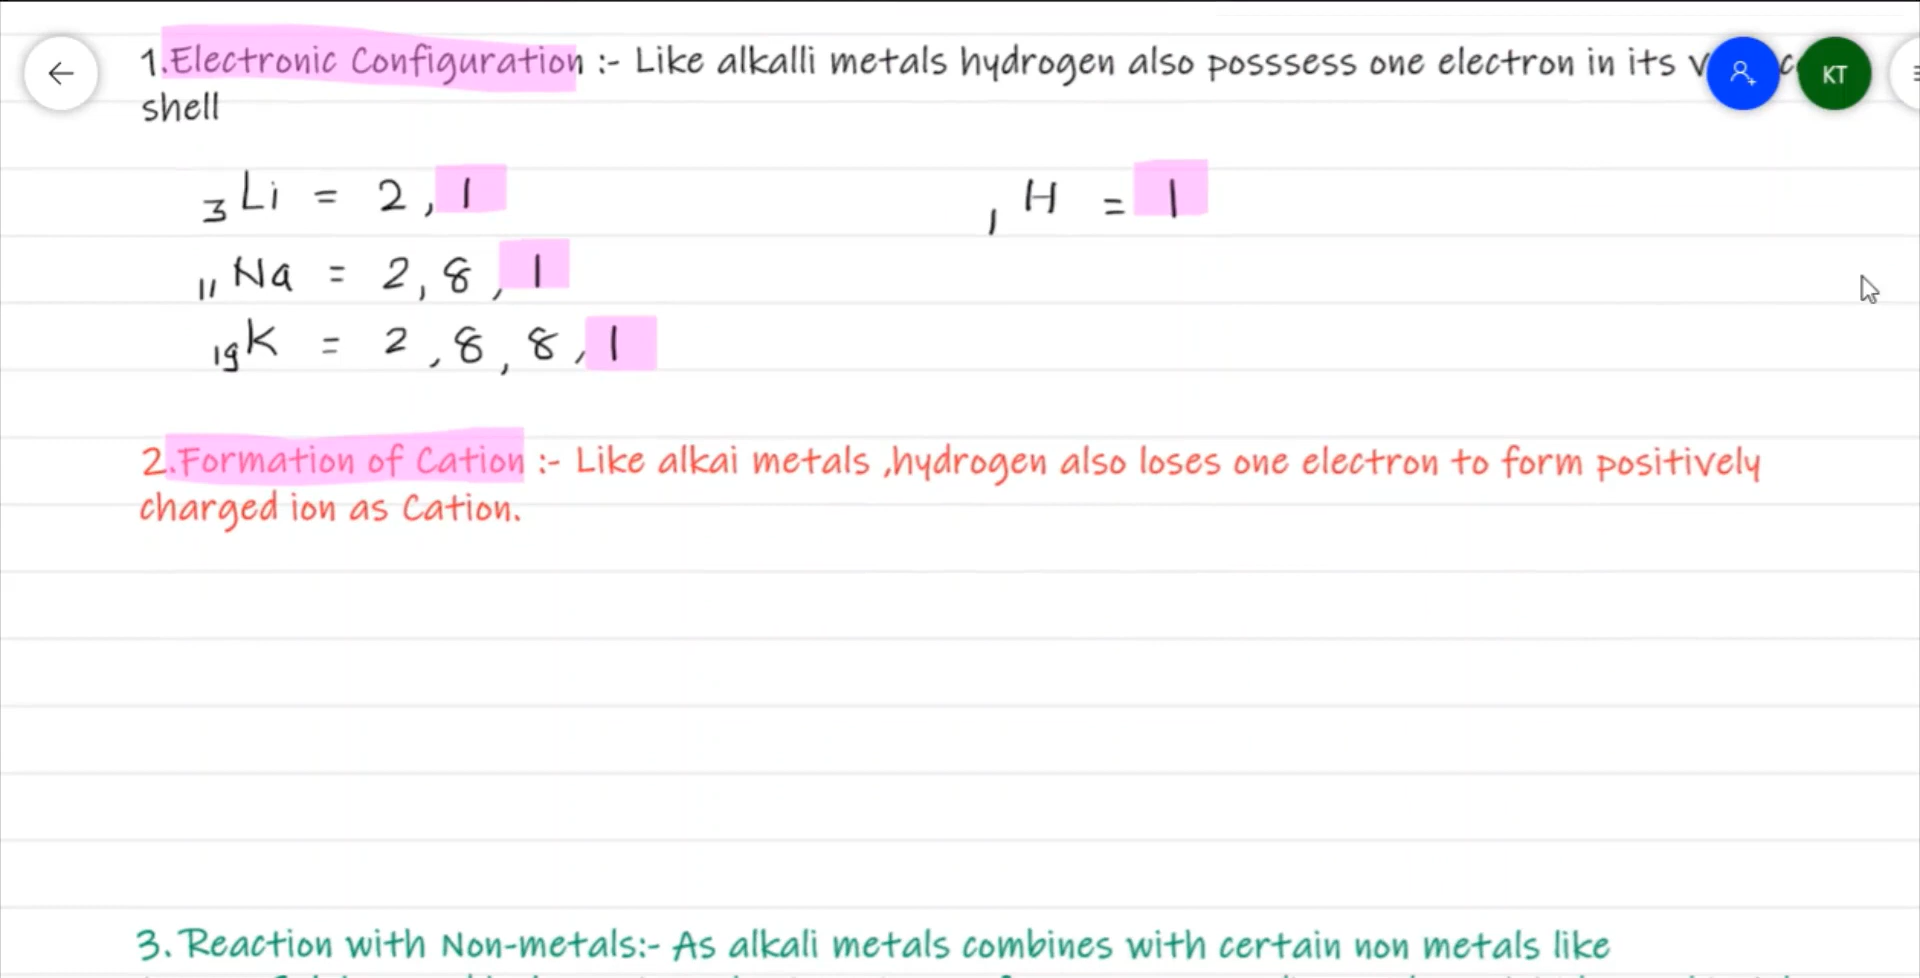 1.Electronic Configuration :- Like alkalli metals hydrogen also posssess one electron in its
KT
shell
₃Li = 2, 1
₁H = 1
₁₁Na = 2, 8, 1
₁₉K = 2, 8, 8, 1
2.Formation of Cation :- Like alkai metals ,hydrogen also loses one electron to form positively
charged ion as Cation.
3. Reaction with Non-metals:- As alkali metals combines with certain non metals like